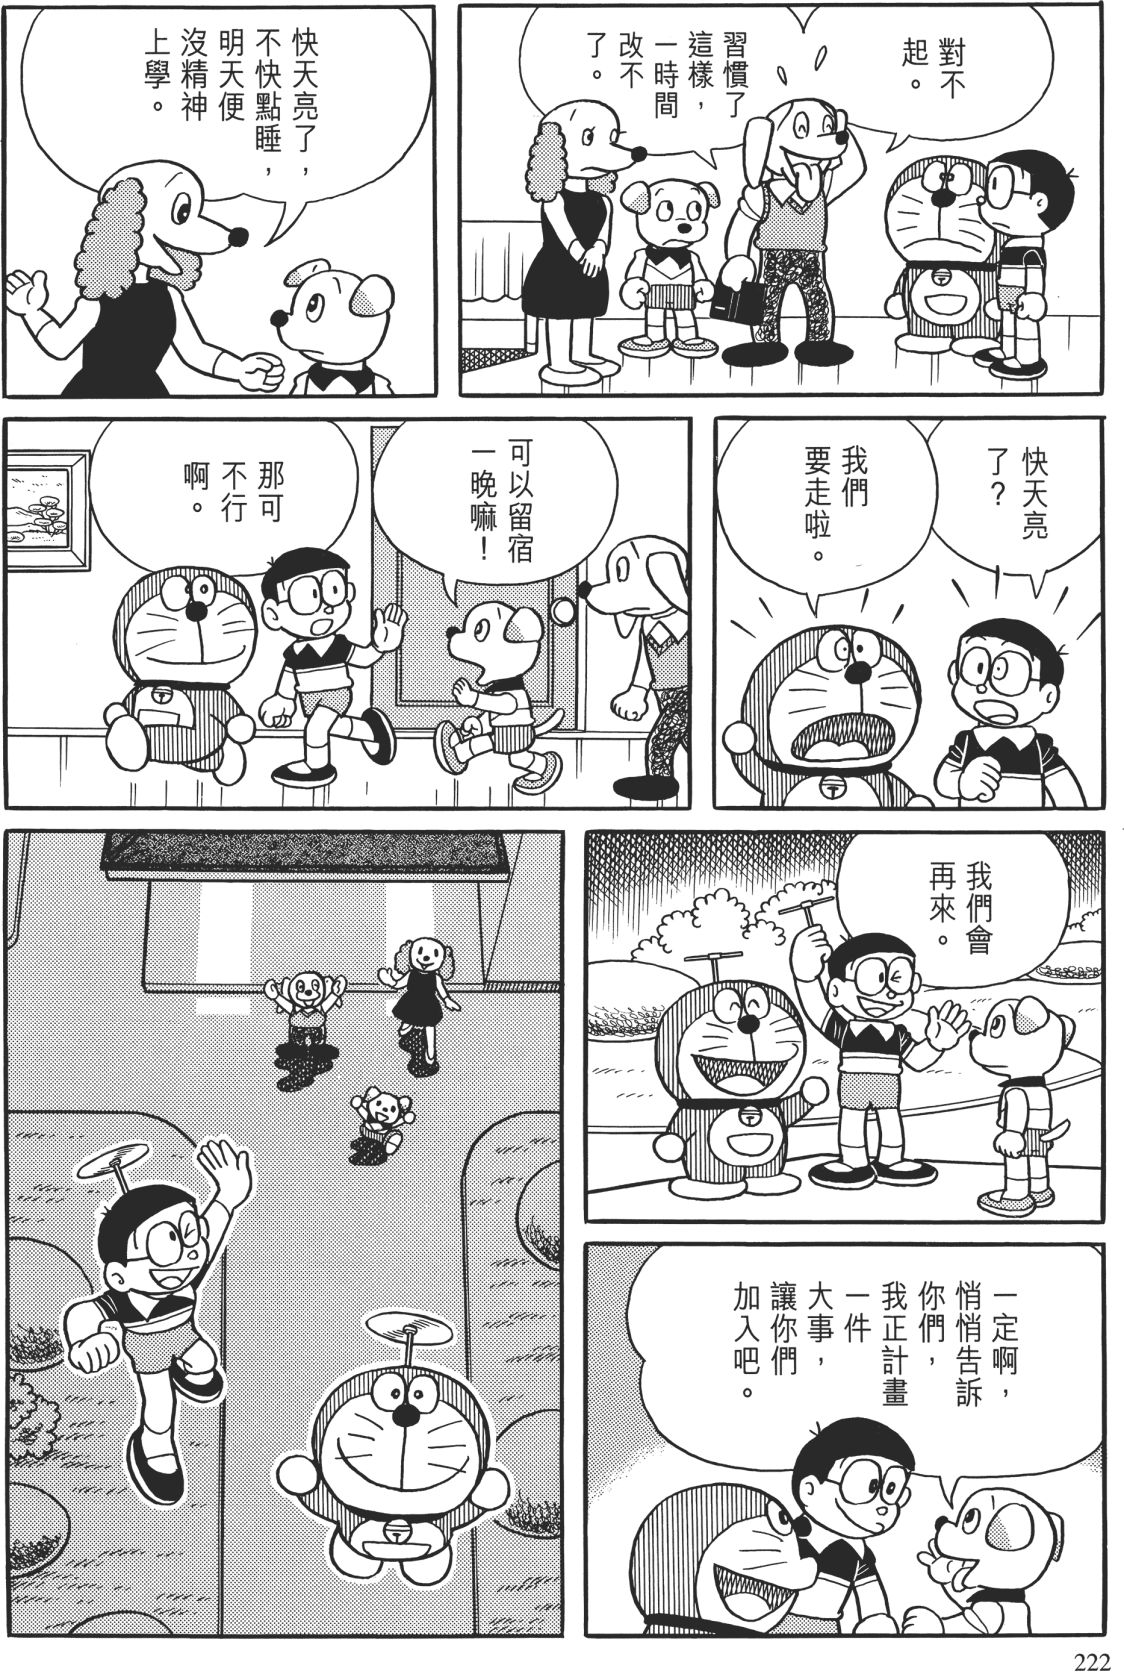 對不
起。
習慣了
這樣，
一時間
改不
了。
快天亮了，
不快點睡，
明天便
沒精神
上學。
快天亮
了？
我們
要走啦。
可以留宿
一晚嘛！
那可
不行
啊。
我們會
再來。
一定啊，
悄悄告訴
你們，
我正計畫
一件
大事，
讓你們
加入吧。
222